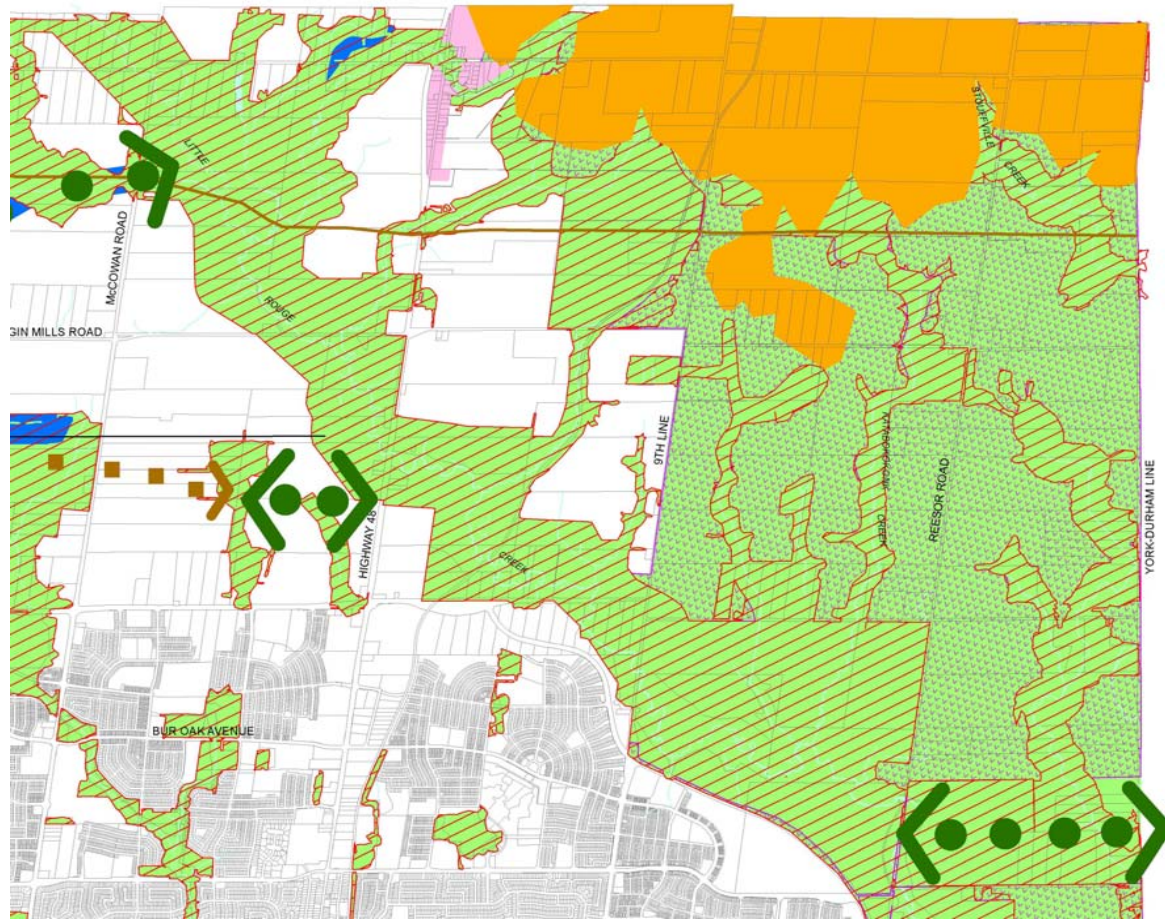 STOUFFVILLE
CREEK
LITTLE
McCOWAN ROAD
ROUGE
GIN MILLS ROAD
9TH LINE
REESOR ROAD
CREEK
YORK-DURHAM LINE
HIGHWAY 48
CREEK
BUR OAK AVENUE